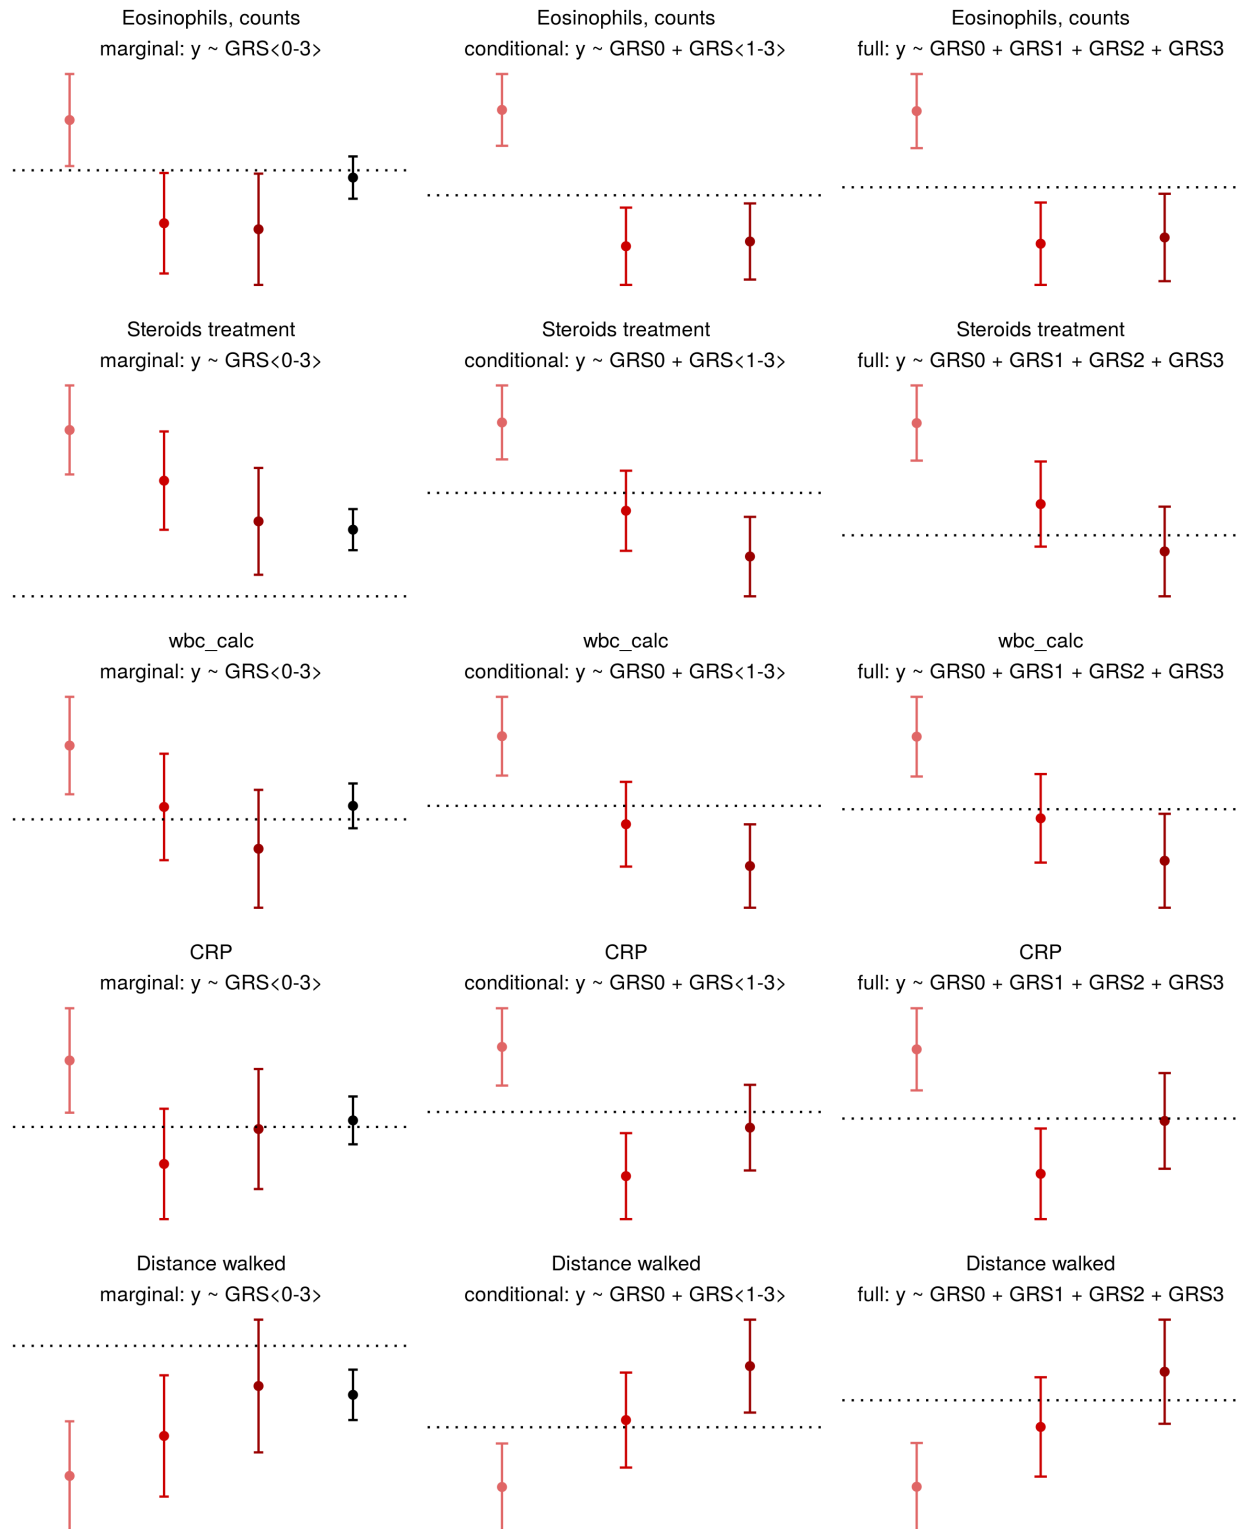 Eosinophils, counts
marginal: y ~ GRS<0-3>
Eosinophils, counts
conditional: y ~ GRS0 + GRS<1-3>
Eosinophils, counts
full: y ~ GRS0 + GRS1 + GRS2 + GRS3
Steroids treatment
marginal: y ~ GRS<0-3>
Steroids treatment
conditional: y ~ GRS0 + GRS<1-3>
Steroids treatment
full: y ~ GRS0 + GRS1 + GRS2 + GRS3
wbc_calc
marginal: y ~ GRS<0-3>
wbc_calc
conditional: y ~ GRS0 + GRS<1-3>
wbc_calc
full: y ~ GRS0 + GRS1 + GRS2 + GRS3
CRP
marginal: y ~ GRS<0-3>
CRP
conditional: y ~ GRS0 + GRS<1-3>
CRP
full: y ~ GRS0 + GRS1 + GRS2 + GRS3
Distance walked
marginal: y ~ GRS<0-3>
Distance walked
conditional: y ~ GRS0 + GRS<1-3>
Distance walked
full: y ~ GRS0 + GRS1 + GRS2 + GRS3